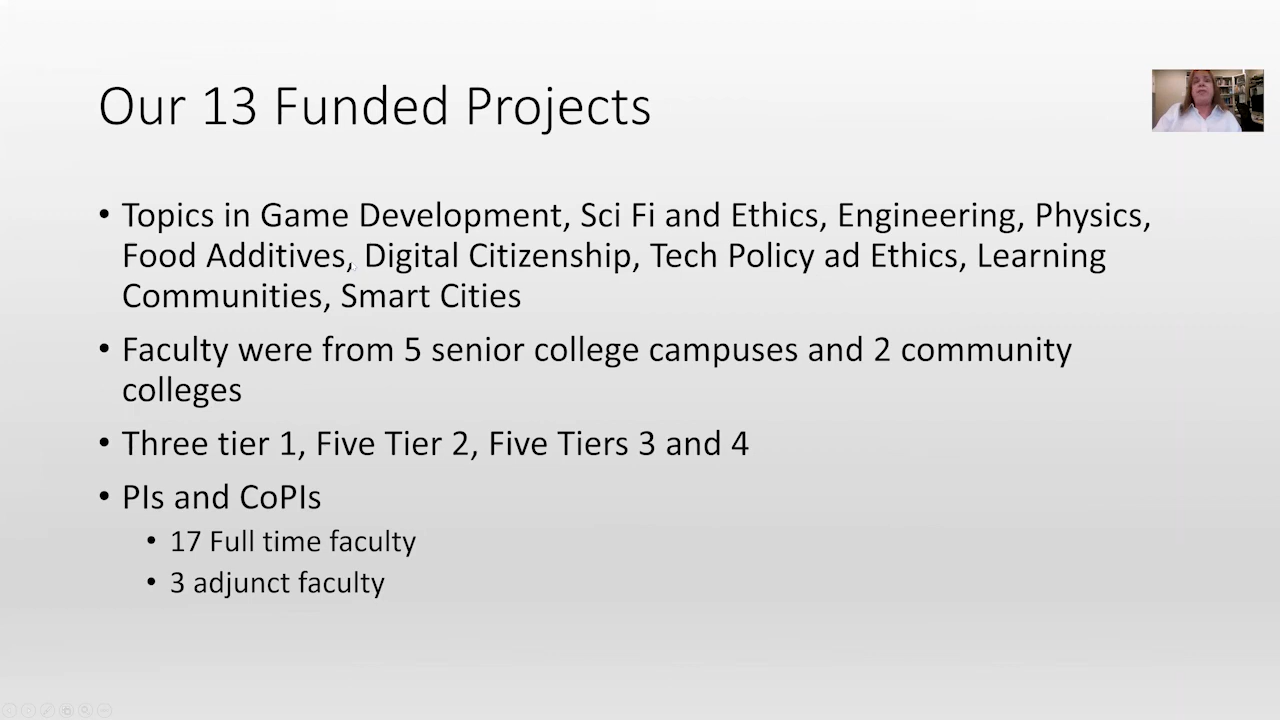 Our 13 Funded Projects
• Topics in Game Development, Sci Fi and Ethics, Engineering, Physics,
Food Additives, Digital Citizenship, Tech Policy ad Ethics, Learning
Communities, Smart Cities
• Faculty were from 5 senior college campuses and 2 community
colleges
• Three tier 1, Five Tier 2, Five Tiers 3 and 4
• PIs and CoPIs
• 17 Full time faculty
• 3 adjunct faculty